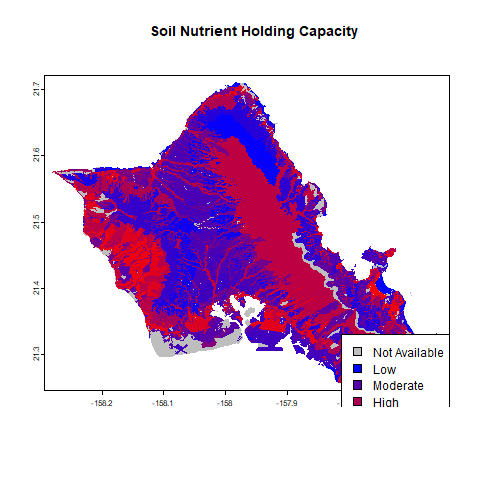 Soil Nutrient Holding Capacity
21.7
21.6
21.5
21.4
21.3
-158.2
-158.1
-158
-157.9
Not Available
Low
Moderate
High